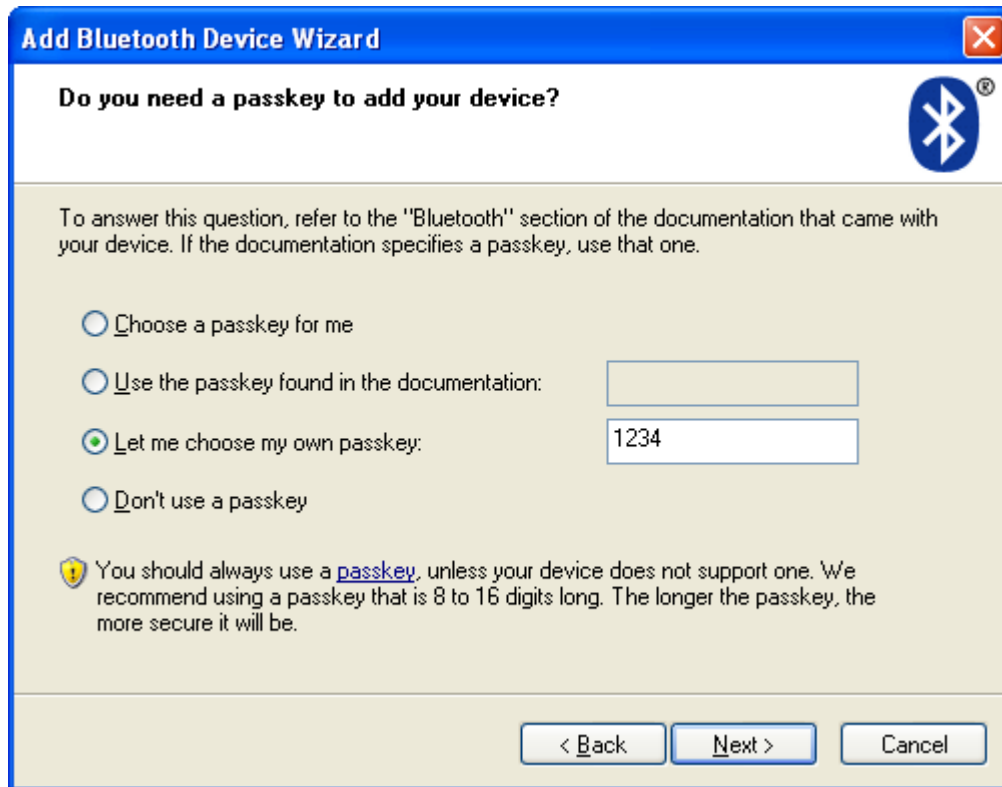 Add Bluetooth Device Wizard
Do you need a passkey to add your device?
®
To answer this question, refer to the "Bluetooth" section of the documentation that came with
your device. If the documentation specifies a passkey, use that one.
Choose a passkey for me
Use the passkey found in the documentation:
Let me choose my own passkey:
1234
Don't use a passkey
You should always use a passkey, unless your device does not support one. We
recommend using a passkey that is 8 to 16 digits long. The longer the passkey, the
more secure it will be.
< Back
Next >
Cancel